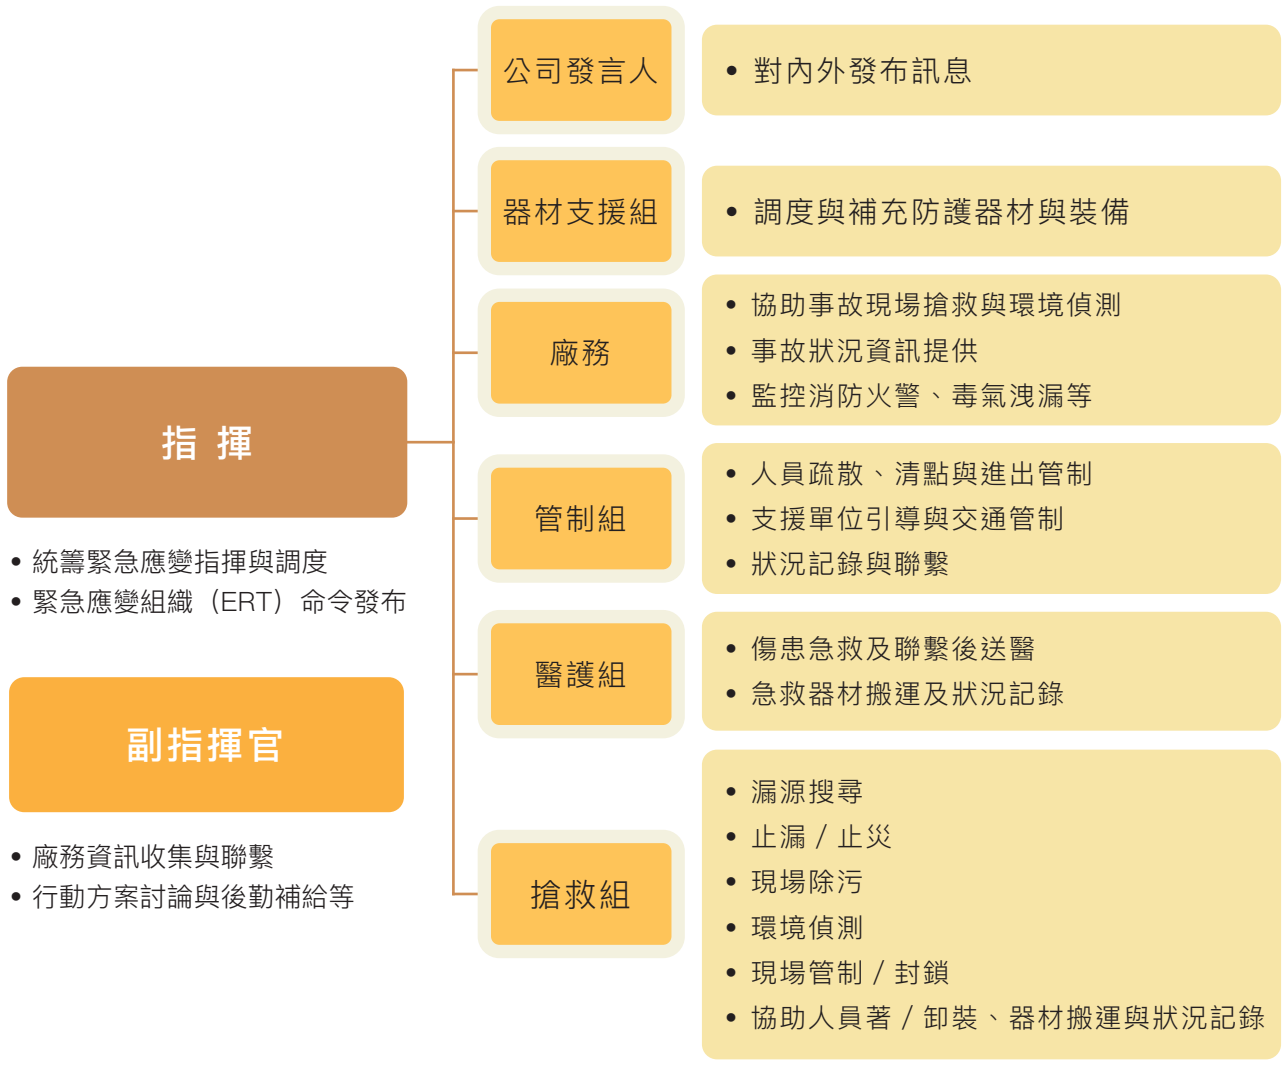 指 揮
• 統籌緊急應變指揮與調度
• 緊急應變組織（ERT）命令發布
副指揮官
• 廠務資訊收集與聯繫
• 行動方案討論與後勤補給等
公司發言人
• 對內外發布訊息
器材支援組
• 調度與補充防護器材與裝備
廠務
• 協助事故現場搶救與環境偵測
• 事故狀況資訊提供
• 監控消防火警、毒氣洩漏等
管制組
• 人員疏散、清點與進出管制
• 支援單位引導與交通管制
• 狀況記錄與聯繫
醫護組
• 傷患急救及聯繫後送醫
• 急救器材搬運及狀況記錄
搶救組
• 漏源搜尋
• 止漏 / 止災
• 現場除污
• 環境偵測
• 現場管制 / 封鎖
• 協助人員著 / 卸裝、器材搬運與狀況記錄